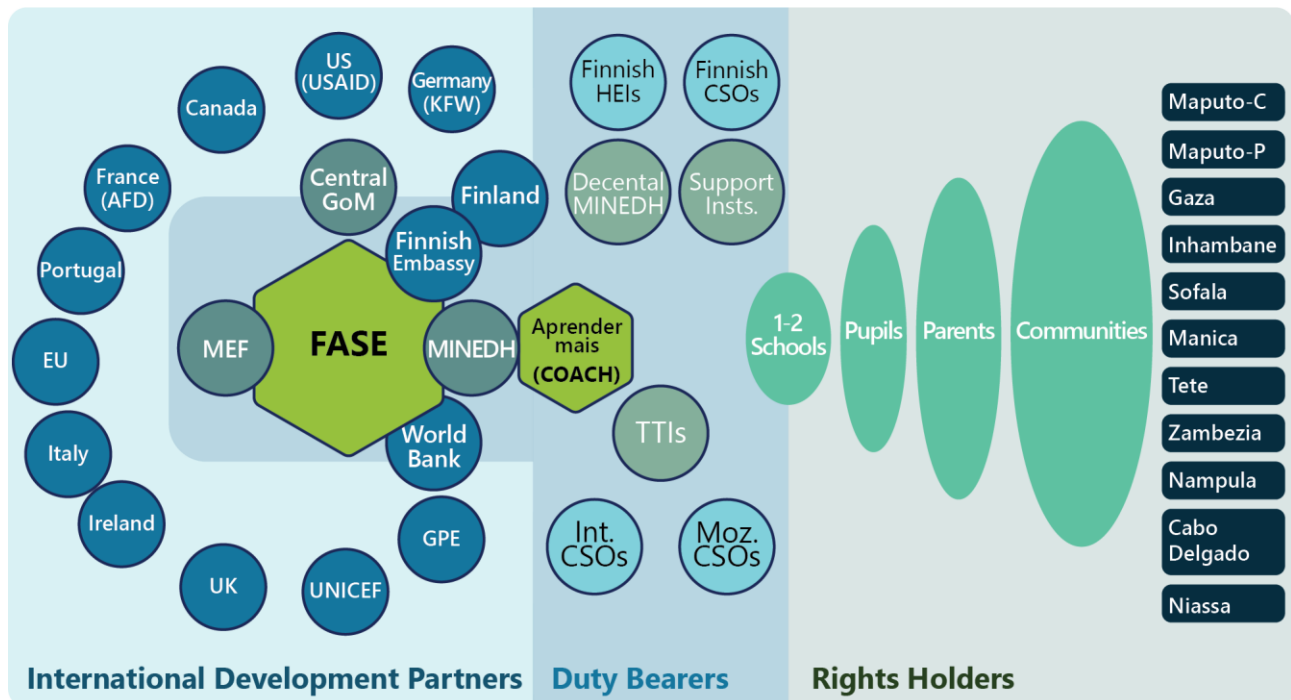 US
(USAID)
Germany
(KFW)
Canada
France
(AFD)
Central
GoM
Finland
Finnish
Embassy
Portugal
MEF
FASE
MINEDH
EU
Italy
World
Bank
Ireland
GPE
UK
UNICEF
International Development Partners
Finnish
HEIs
Finnish
CSOs
Decental
MINEDH
Support
Insts.
Aprender
mais
(COACH)
TTIs
Int.
CSOs
Moz.
CSOs
Duty Bearers
1-2
Schools
Pupils
Parents
Communities
Maputo-C
Maputo-P
Gaza
Inhambane
Sofala
Manica
Tete
Zambezia
Nampula
Cabo
Delgado
Niassa
Rights Holders